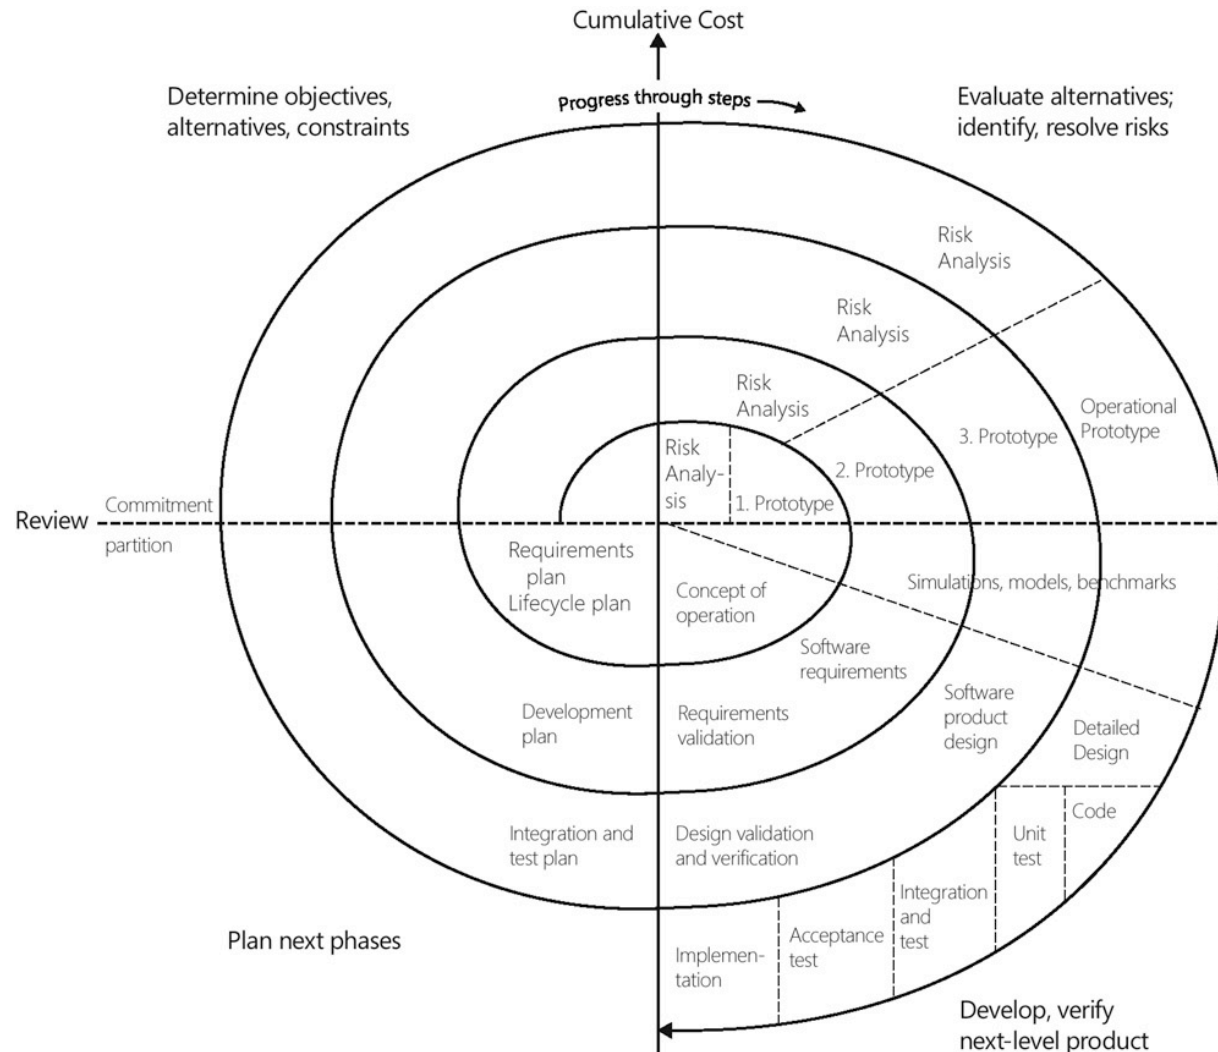 Cumulative Cost
Progress through steps
Determine objectives,
alternatives, constraints
Evaluate alternatives;
identify, resolve risks
Risk
Analysis
Risk
Analysis
Risk
Analysis
Risk
Analy-
sis
1. Prototype
2. Prototype
3. Prototype
Operational
Prototype
Review
Commitment
partition
Requirements
plan
Lifecycle plan
Concept of
operation
Simulations, models, benchmarks
Software
requirements
Development
plan
Requirements
validation
Software
product
design
Detailed
Design
Integration and
test plan
Design validation
and verification
Code
Unit
test
Integration
and
test
Acceptance
test
Implemen-
tation
Plan next phases
Develop, verify
next-level product